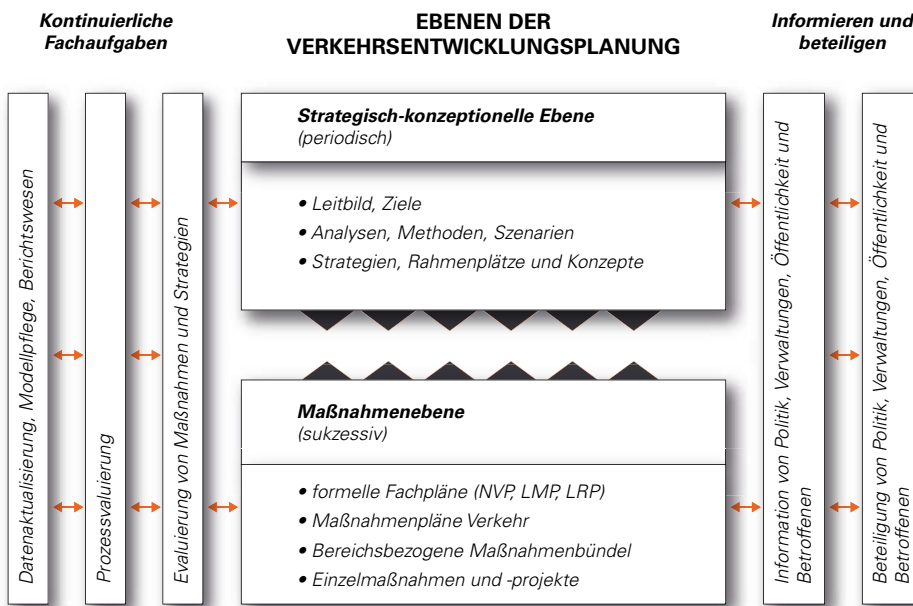 Kontinuierliche
Fachaufgaben
EBENEN DER
VERKEHRSENTWICKLUNGSPLANUNG
Informieren und
beteiligen
Datenaktualisierung, Modellpflege, Berichtswesen
Prozessvaluierung
Evaluierung von Maßnahmen und Strategien
Strategisch-konzeptionelle Ebene
(periodisch)
• Leitbild, Ziele
• Analysen, Methoden, Szenarien
• Strategien, Rahmenplätze und Konzepte
Maßnahmenebene
(sukzessiv)
• formelle Fachpläne (NVP, LMP, LRP)
• Maßnahmenpläne Verkehr
• Bereichsbezogene Maßnahmenbündel
• Einzelmaßnahmen und -projekte
Information von Politik, Verwaltungen, Öffentlichkeit und
Betroffenen
Beteiligung von Politik, Verwaltungen, Öffentlichkeit und
Betroffenen